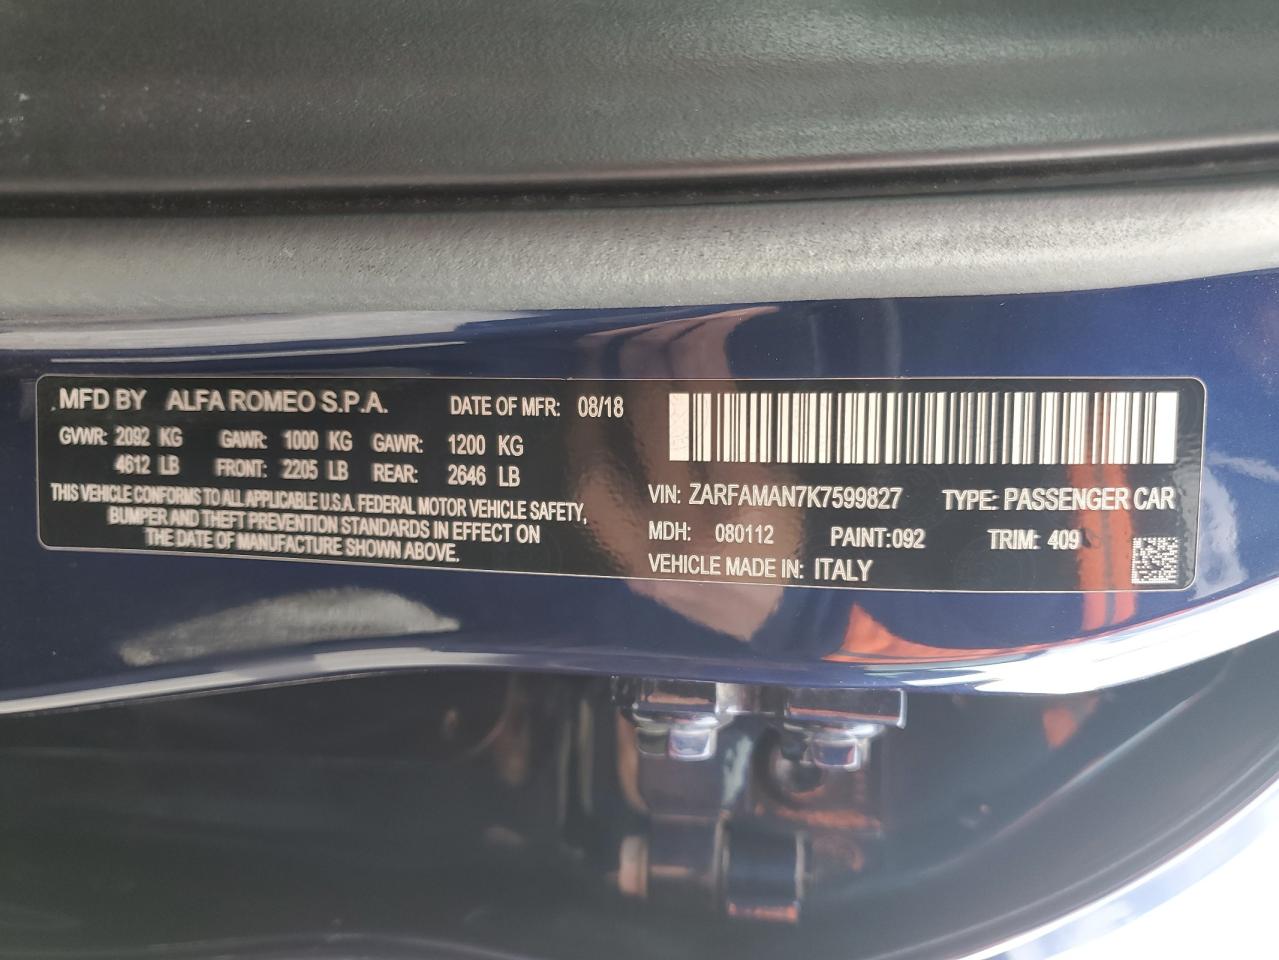 MFD BY ALFA ROMEO S.P.A. DATE OF MFR: 08/18
GVWR: 2092 KG GAWR: 1000 KG GAWR: 1200 KG
4612 LB FRONT: 2205 LB REAR: 2646 LB
THIS VEHICLE CONFORMS TO ALL APPLICABLE U.S.A. FEDERAL MOTOR VEHICLE SAFETY,
BUMPER AND THEFT PREVENTION STANDARDS IN EFFECT ON
THE DATE OF MANUFACTURE SHOWN ABOVE.
VIN: ZARFAMAN7K7599827 TYPE: PASSENGER CAR
MDH: 080112 PAINT:092 TRIM: 409
VEHICLE MADE IN: ITALY